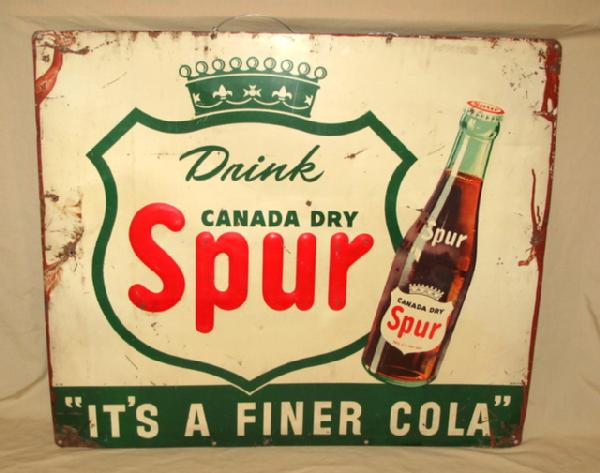 Drink
CANADA DRY
Spur
Spur
CANADA DRY
Spur
"IT'S A FINER COLA"